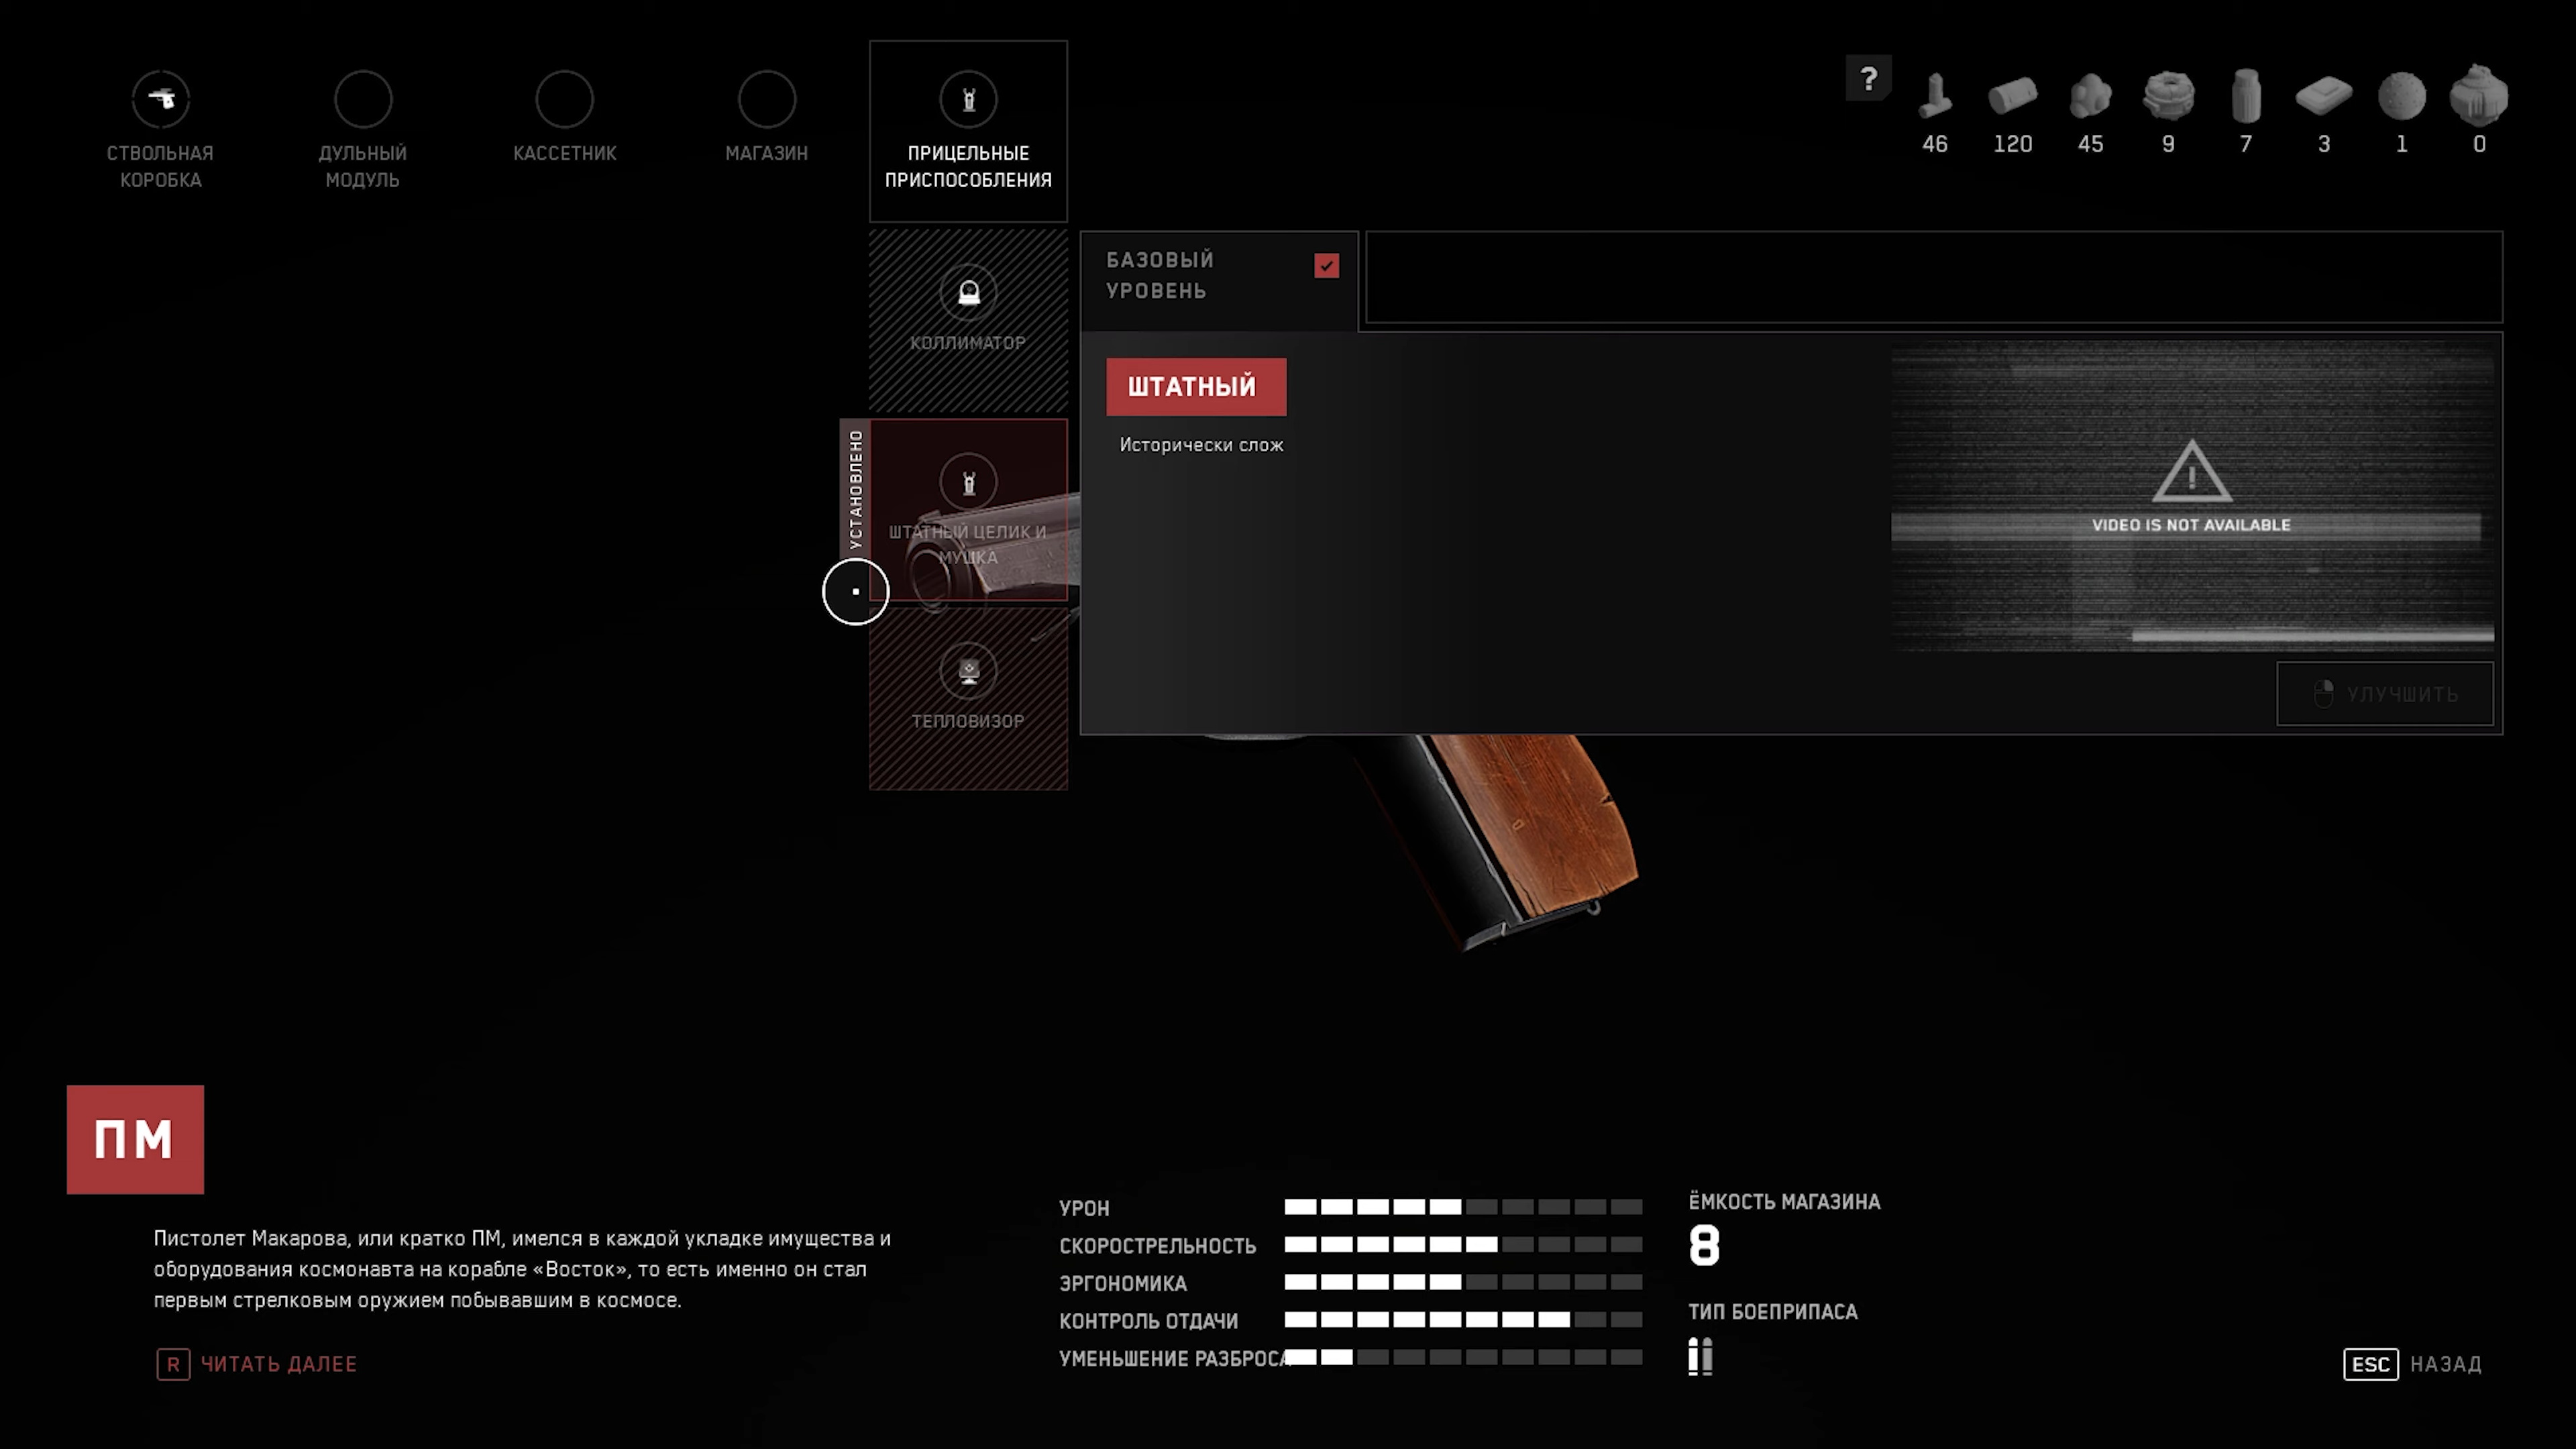 СТВОЛЬНАЯ
КОРОБКА
ДУЛЬНЫЙ
МОДУЛЬ
КАССЕТНИК
МАГАЗИН
ПРИЦЕЛЬНЫЕ
ПРИСПОСОБЛЕНИЯ
?
46 120 45 9 7 3 1 0
КОЛЛИМАТОР
УСТАНОВЛЕНО
ШТАТНЫЙ ЦЕЛИК И
МУШКА
ТЕПЛОВИЗОР
БАЗОВЫЙ
УРОВЕНЬ
ШТАТНЫЙ
Исторически слож
VIDEO IS NOT AVAILABLE
УЛУЧШИТЬ
ПМ
Пистолет Макарова, или кратко ПМ, имелся в каждой укладке имущества и
оборудования космонавта на корабле «Восток», то есть именно он стал
первым стрелковым оружием побывавшим в космосе.
R ЧИТАТЬ ДАЛЕЕ
УРОН
СКОРОСТРЕЛЬНОСТЬ
ЭРГОНОМИКА
КОНТРОЛЬ ОТДАЧИ
УМЕНЬШЕНИЕ РАЗБРОСА
ЁМКОСТЬ МАГАЗИНА
8
ТИП БОЕПРИПАСА
ESC НАЗАД